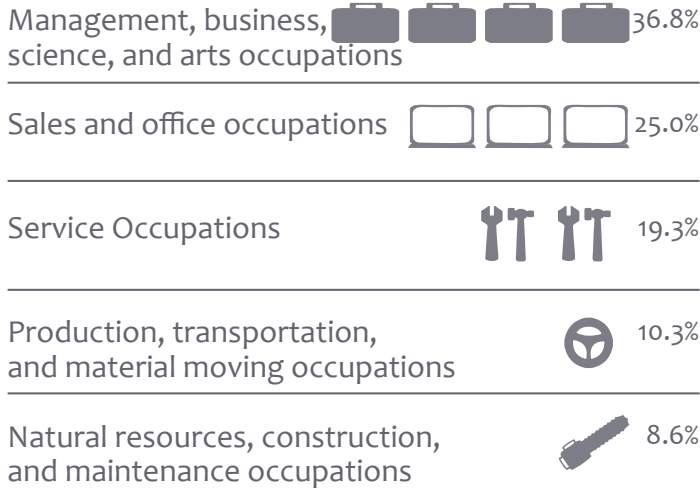 Management, business, 36.8%
science, and arts occupations
Sales and office occupations 25.0%
Service Occupations 19.3%
Production, transportation, 10.3%
and material moving occupations
Natural resources, construction, 8.6%
and maintenance occupations